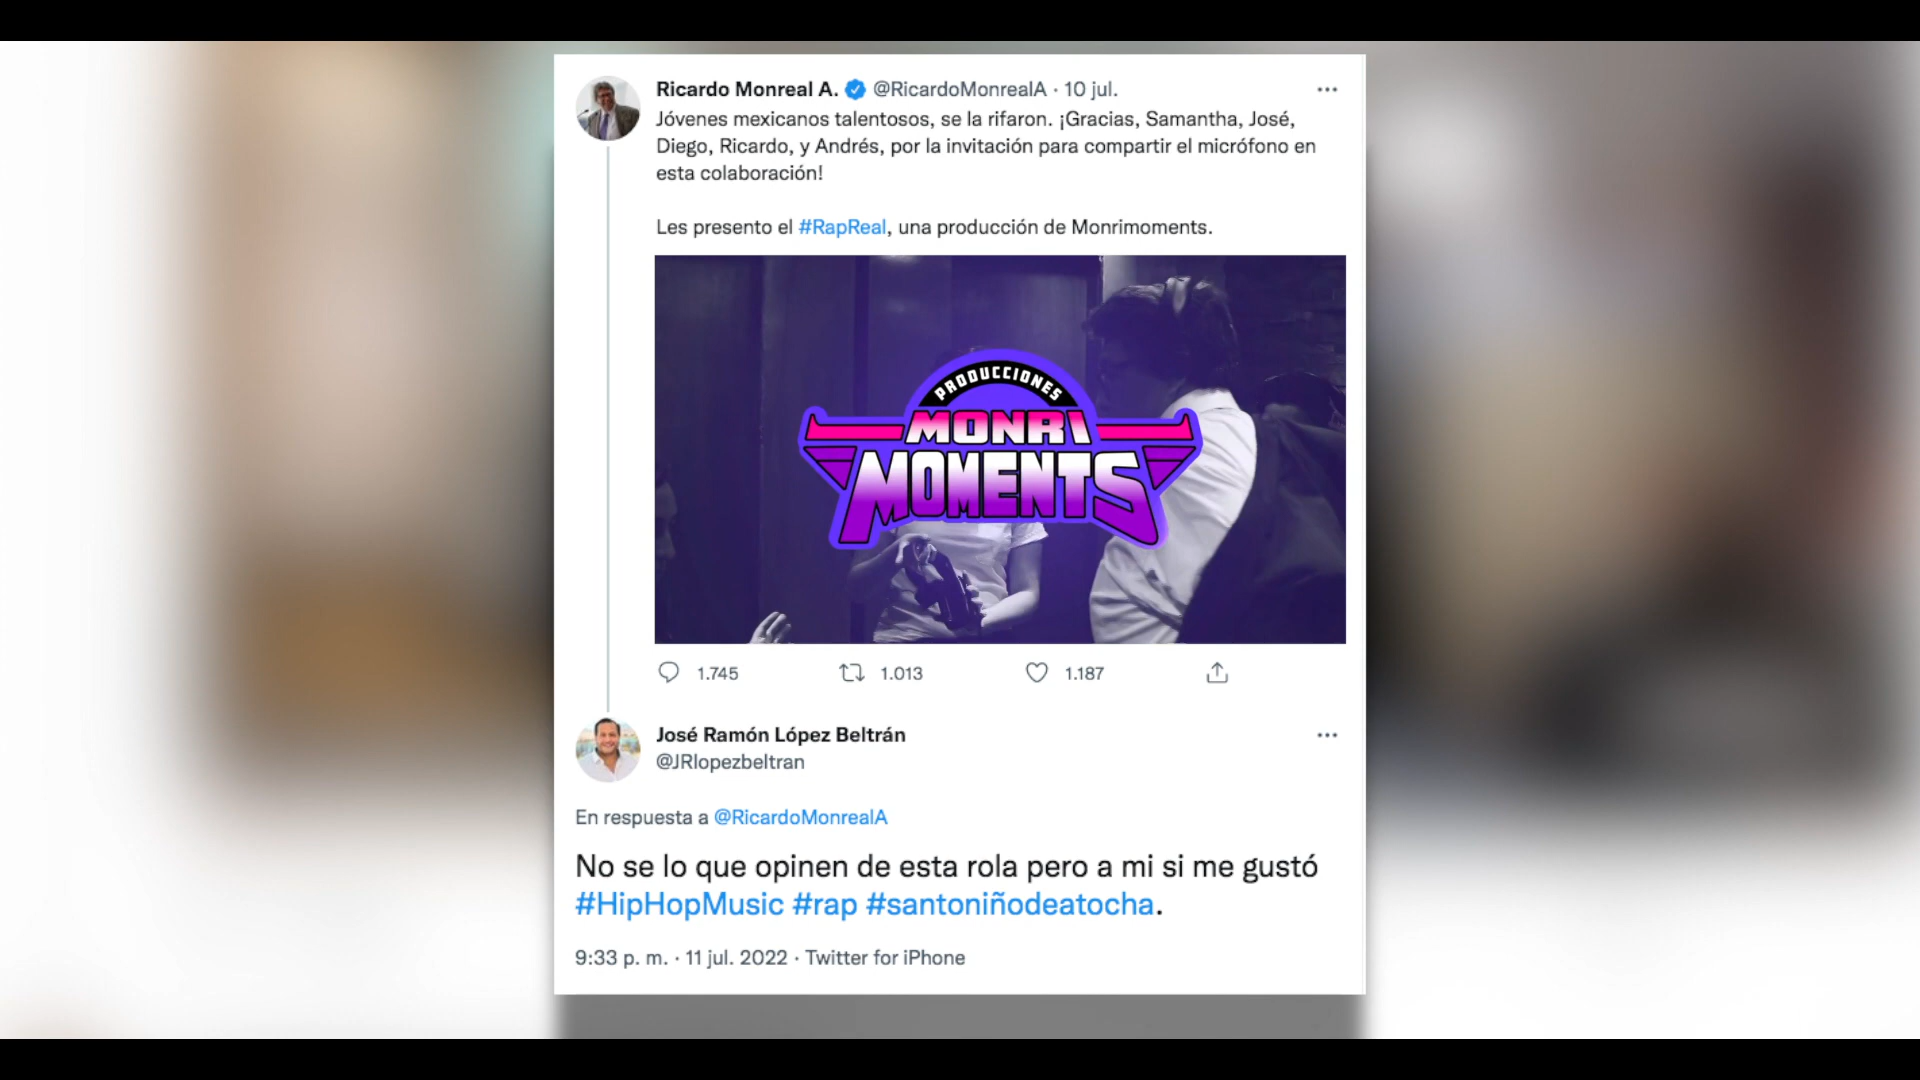 Ricardo Monreal A. @RicardoMonrealA · 10 jul.
Jóvenes mexicanos talentosos, se la rifaron. ¡Gracias, Samantha, José,
Diego, Ricardo, y Andrés, por la invitación para compartir el micrófono en
esta colaboración!
Les presento el #RapReal, una producción de Monrimoments.
PRODUCCIONES
MONRI
MOMENTS
1.745 1.013 1.187
José Ramón López Beltrán
@JRlopezbeltran
En respuesta a @RicardoMonrealA
No se lo que opinen de esta rola pero a mi si me gustó
#HipHopMusic #rap #santoniñodeatocha.
9:33 p. m. · 11 jul. 2022 · Twitter for iPhone